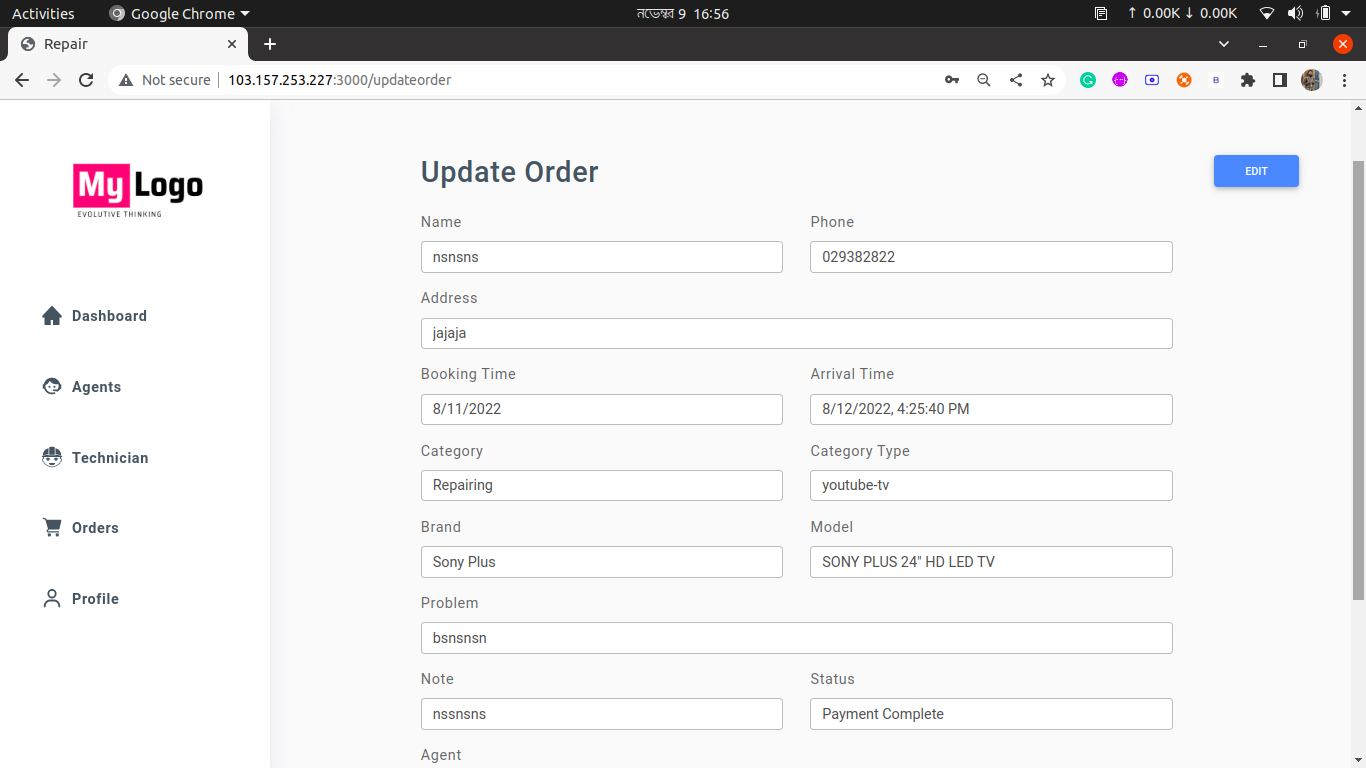 Activities
Google Chrome
নভেম্বর 9 16:56
↑ 0.00K ↓ 0.00K
Repair
Not secure
103.157.253.227:3000/updateorder
B
My Logo
EVOLUTIVE THINKING
Dashboard
Agents
Technician
Orders
Profile
Update Order
EDIT
Name
Phone
nsnsns
029382822
Address
jajaja
Booking Time
Arrival Time
8/11/2022
8/12/2022, 4:25:40 PM
Category
Category Type
Repairing
youtube-tv
Brand
Model
Sony Plus
SONY PLUS 24" HD LED TV
Problem
bsnsnsn
Note
Status
nssnsns
Payment Complete
Agent